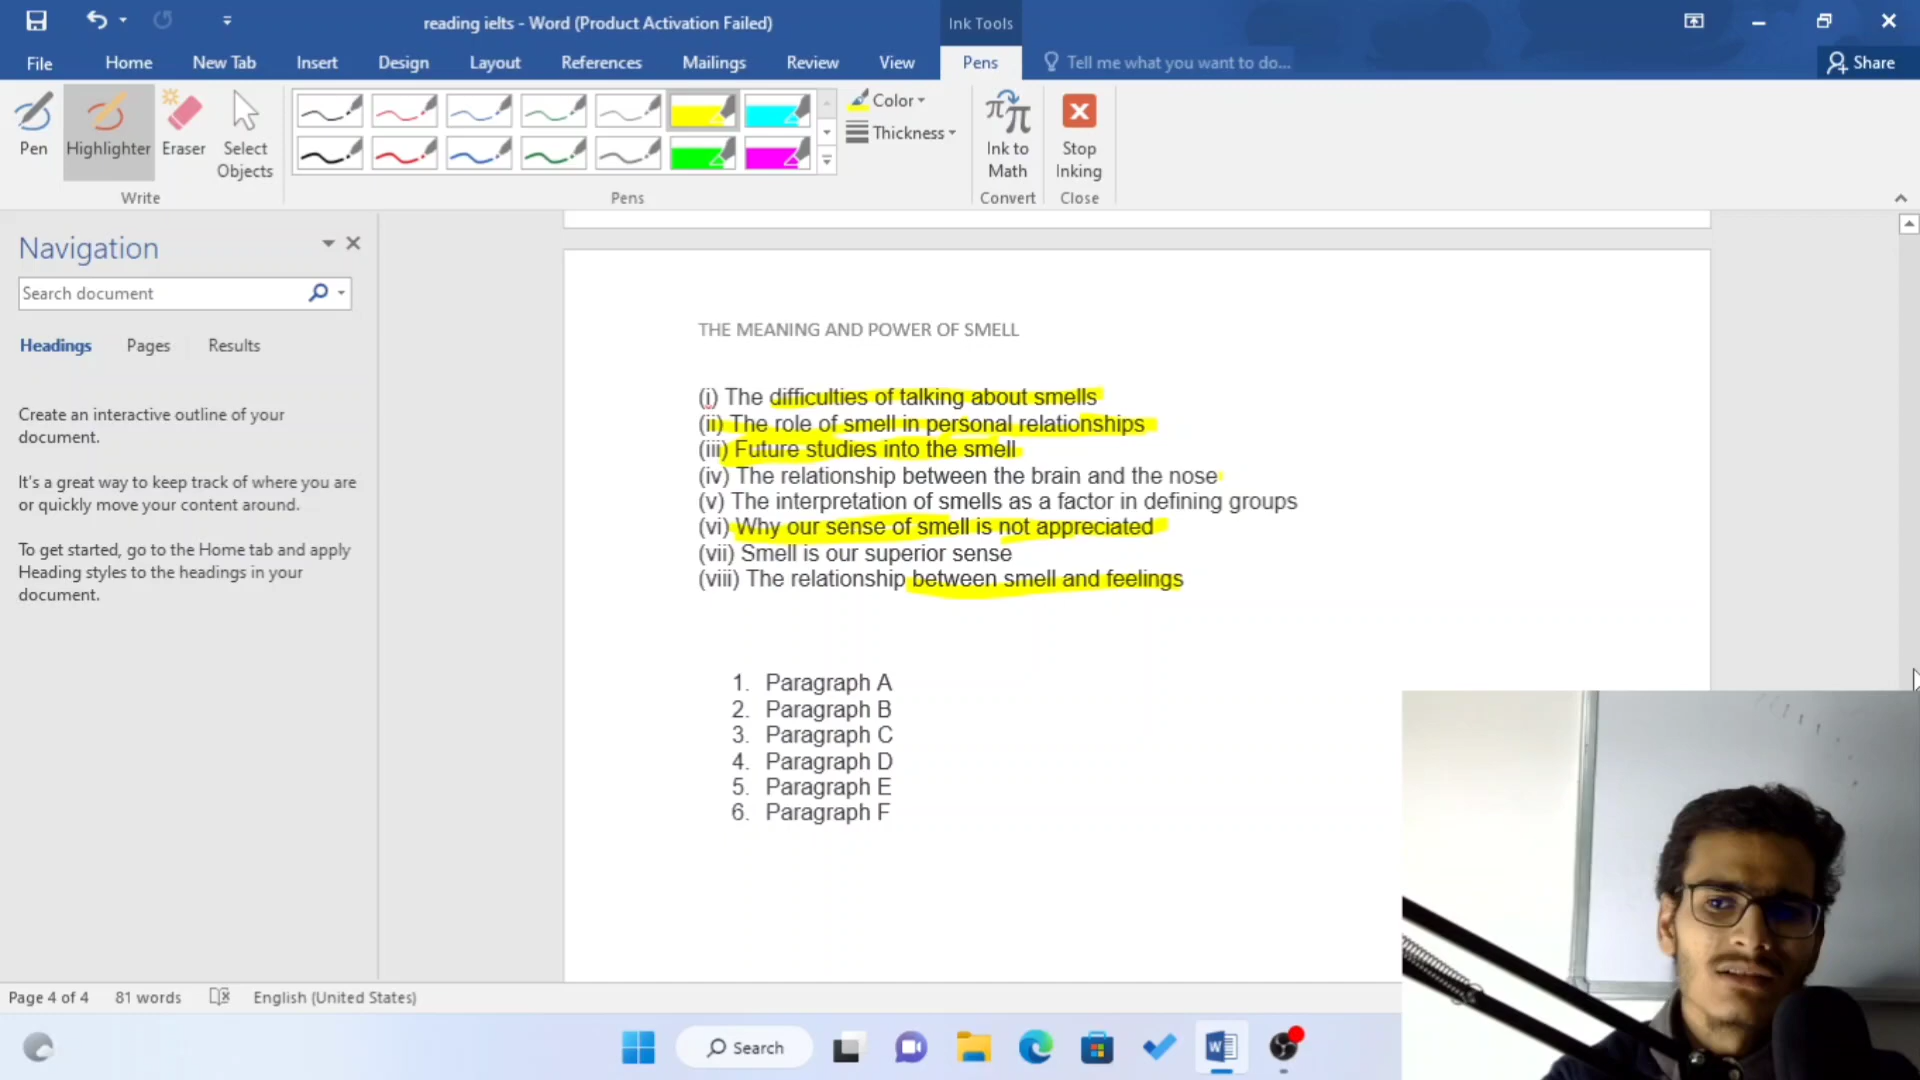 reading ielts - Word (Product Activation Failed)
Ink Tools
File
Home
New Tab
Insert
Design
Layout
References
Mailings
Review
View
Pens
Tell me what you want to do...
Share
Pen
Highlighter
Eraser
Select
Objects
Write
Pens
Color
Thickness
Ink to
Math
Convert
Stop
Inking
Close
Navigation
Search document
Headings
Pages
Results
Create an interactive outline of your
document.
It's a great way to keep track of where you are
or quickly move your content around.
To get started, go to the Home tab and apply
Heading styles to the headings in your
document.
THE MEANING AND POWER OF SMELL
(i) The difficulties of talking about smells
(ii) The role of smell in personal relationships
(iii) Future studies into the smell
(iv) The relationship between the brain and the nose
(v) The interpretation of smells as a factor in defining groups
(vi) Why our sense of smell is not appreciated
(vii) Smell is our superior sense
(viii) The relationship between smell and feelings
1. Paragraph A
2. Paragraph B
3. Paragraph C
4. Paragraph D
5. Paragraph E
6. Paragraph F
Page 4 of 4
81 words
English (United States)
Search